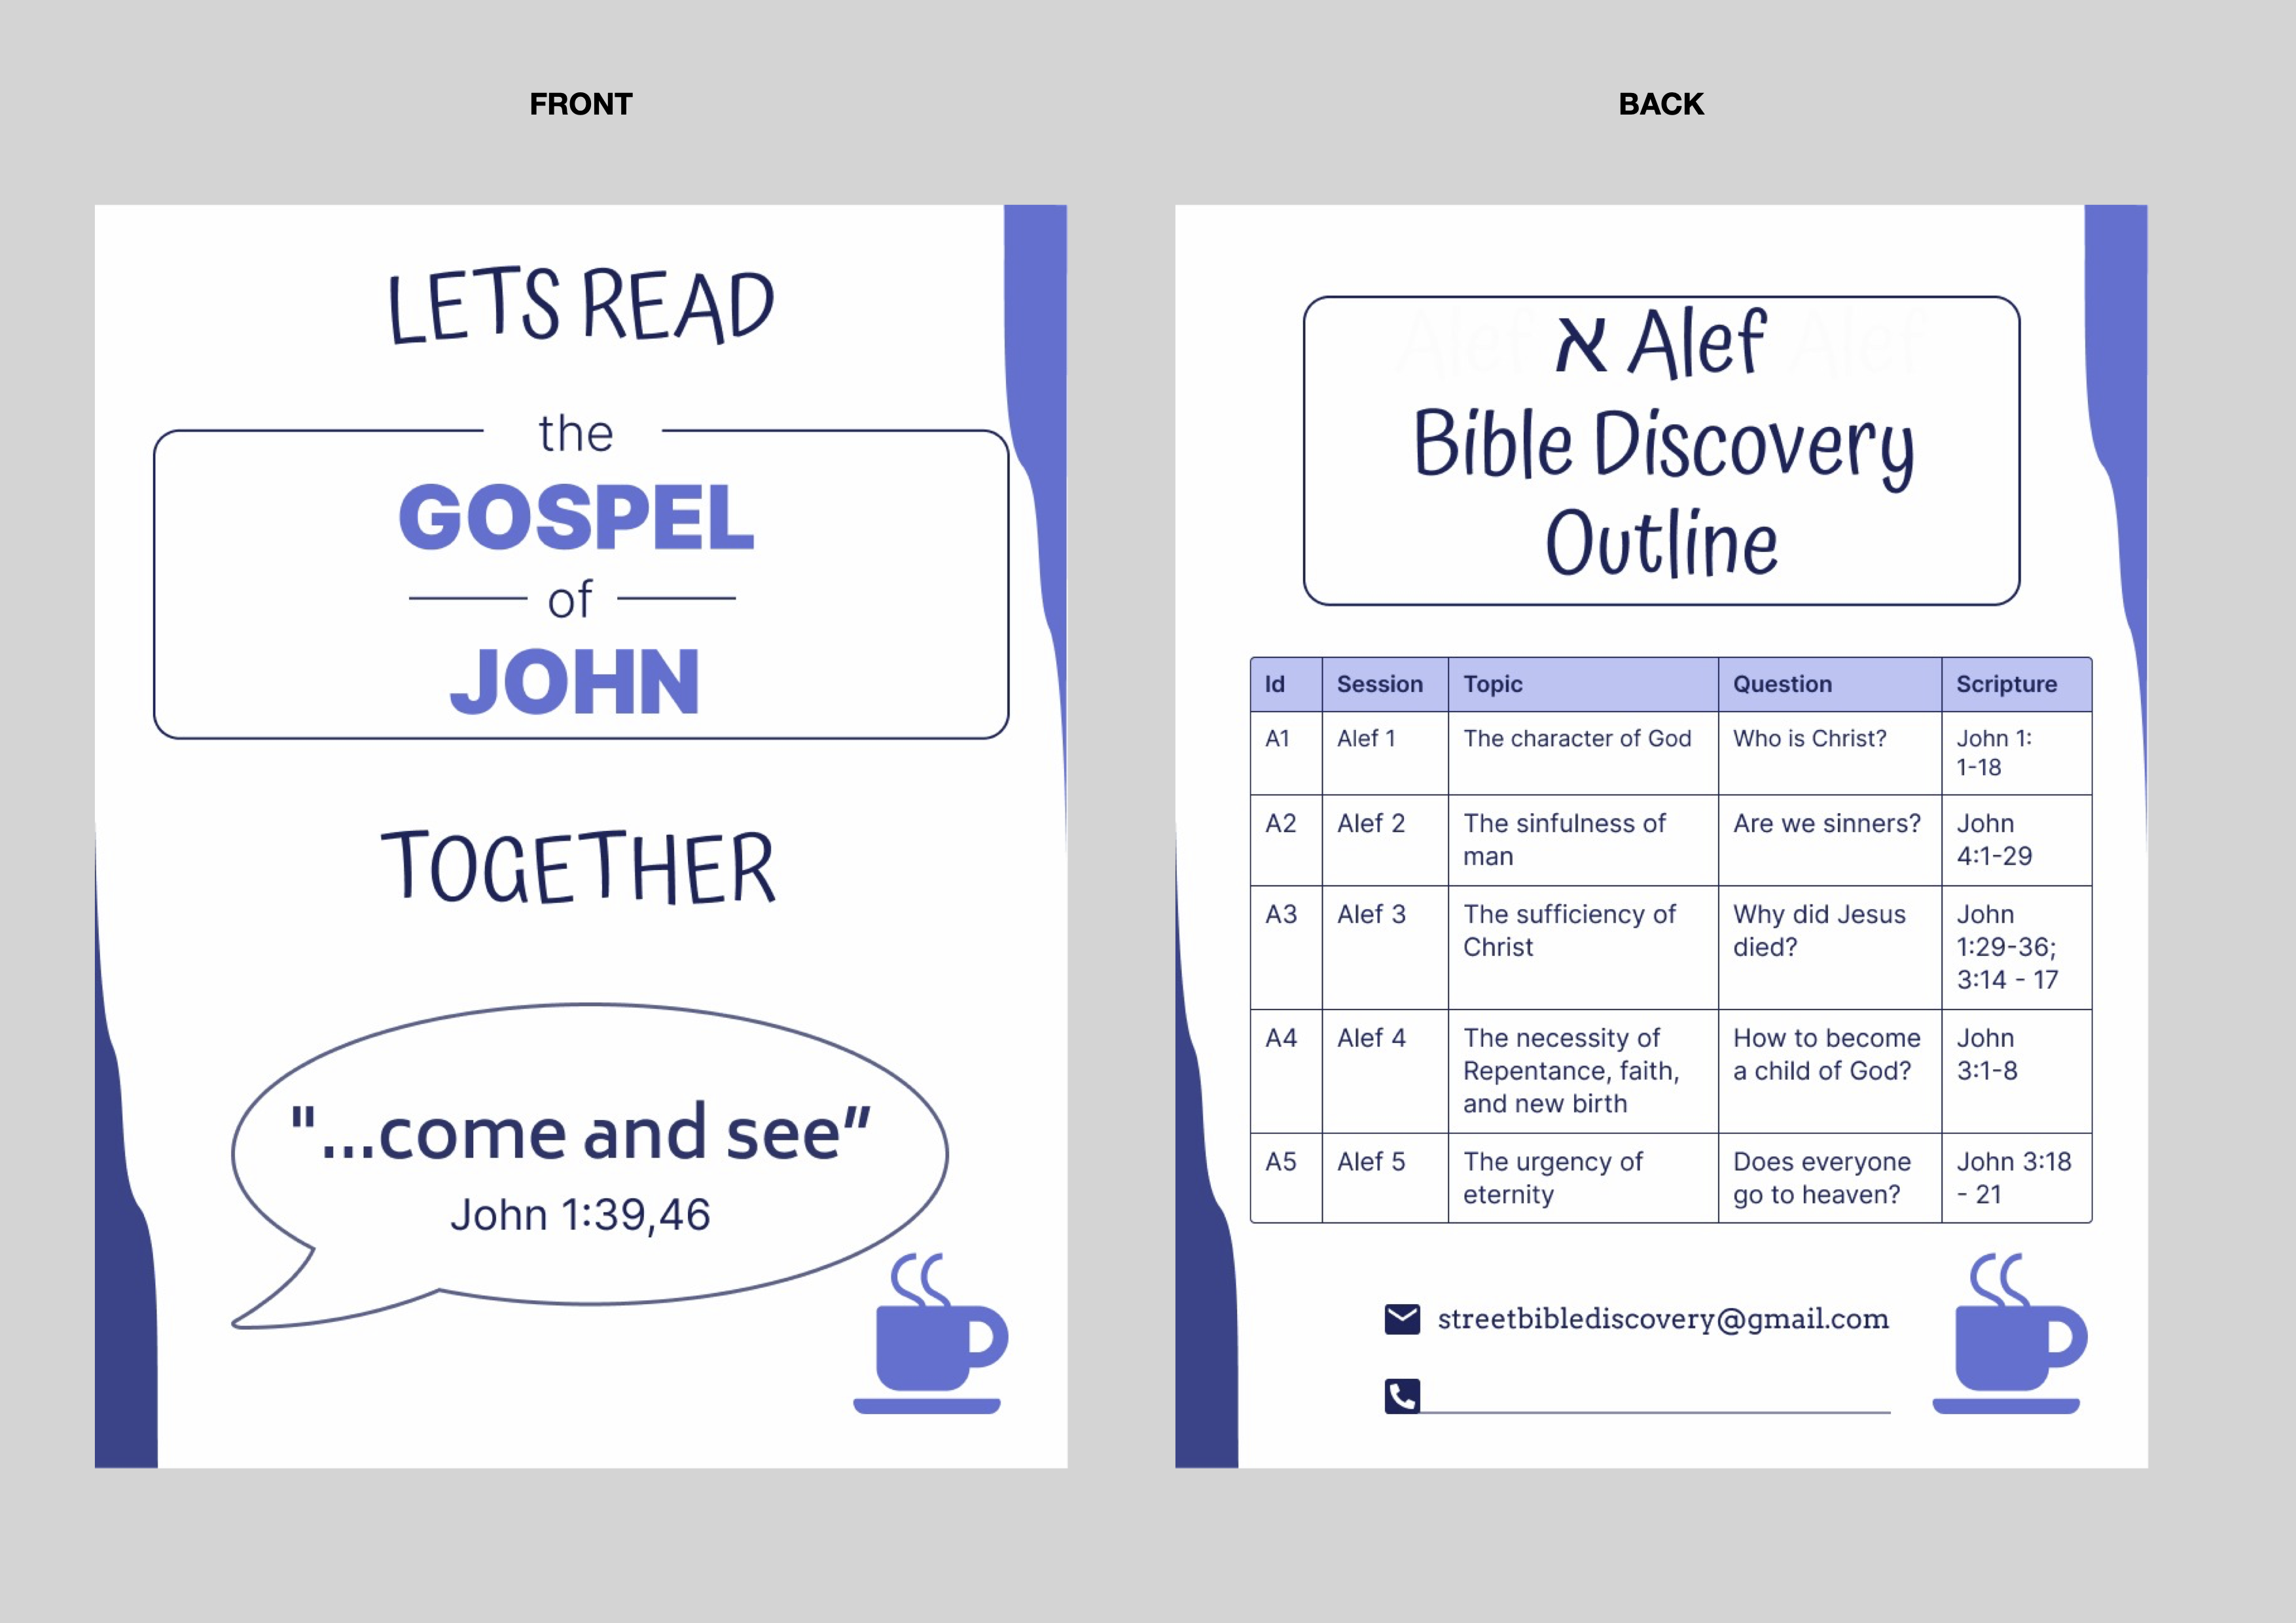 FRONT
LETS READ
the
GOSPEL
of
JOHN
TOGETHER
"...come and see”
John 1:39,46
BACK
Alef א Alef Alef
Bible Discovery
Outline
Id Session Topic Question Scripture
A1 Alef 1 The character of God Who is Christ? John 1:
1-18
A2 Alef 2 The sinfulness of Are we sinners? John
man 4:1-29
A3 Alef 3 The sufficiency of Why did Jesus John
Christ died? 1:29-36;
3:14 - 17
A4 Alef 4 The necessity of How to become John
Repentance, faith, a child of God? 3:1-8
and new birth
A5 Alef 5 The urgency of Does everyone John 3:18
eternity go to heaven? - 21
streetbiblediscovery@gmail.com